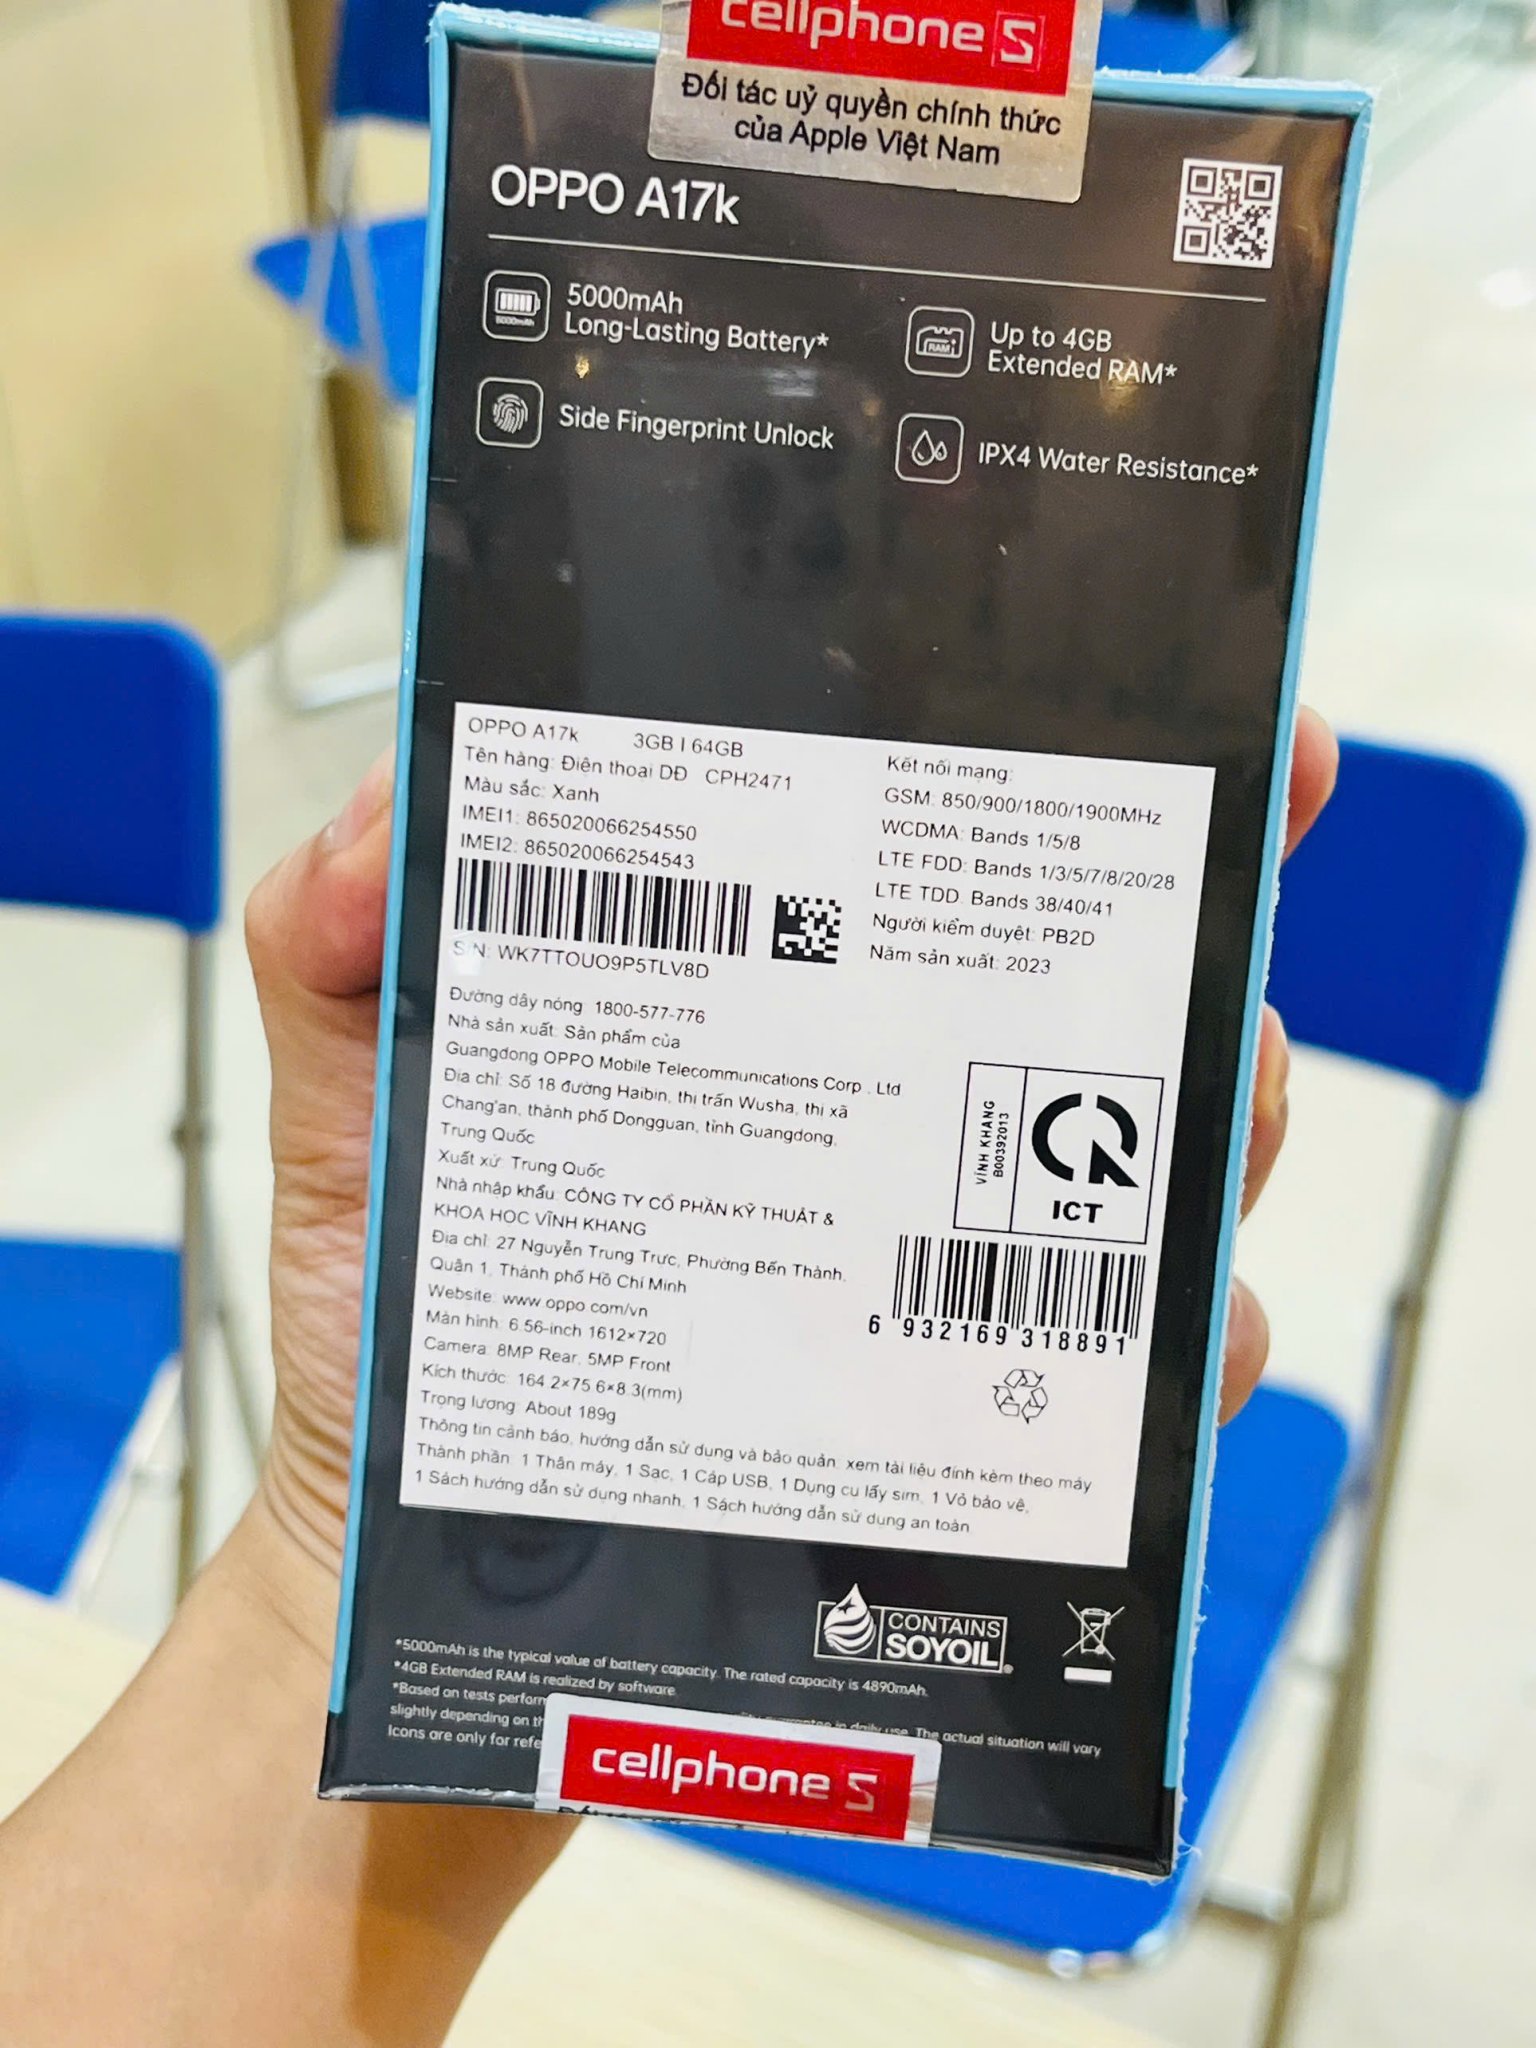 cellphoneS
Đối tác uỷ quyền chính thức
của Apple Việt Nam
OPPO A17k
5000mAh
Long-Lasting Battery*
Up to 4GB
Extended RAM*
RAM
Side Fingerprint Unlock
IPX4 Water Resistance*
OPPO A17k 3GB | 64GB
Tên hàng: Điện thoại DĐ CPH2471
Màu sắc: Xanh
IMEI1: 865020066254550
IMEI2: 865020066254543
S/N: WK7TTOUO9P5TLV8D
Kết nối mạng:
GSM: 850/900/1800/1900MHz
WCDMA: Bands 1/5/8
LTE FDD: Bands 1/3/5/7/8/20/28
LTE TDD: Bands 38/40/41
Người kiểm duyệt: PB2D
Năm sản xuất: 2023
Đường dây nóng: 1800-577-776
Nhà sản xuất: Sản phẩm của
Guangdong OPPO Mobile Telecommunications Corp., Ltd
Địa chỉ: Số 18 đường Haibin, thị trấn Wusha, thị xã
Chang'an, thành phố Dongguan, tỉnh Guangdong,
Trung Quốc
Xuất xứ: Trung Quốc
Nhà nhập khẩu: CÔNG TY CỔ PHẦN KỸ THUẬT &
KHOA HỌC VĨNH KHANG
Địa chỉ: 27 Nguyễn Trung Trực, Phường Bến Thành,
Quận 1, Thành phố Hồ Chí Minh
Website: www.oppo.com/vn
Màn hình: 6.56-inch 1612×720
Camera: 8MP Rear, 5MP Front
Kích thước: 164.2×75.6×8.3(mm)
Trọng lượng: About 189g
Thông tin cảnh báo, hướng dẫn sử dụng và bảo quản: xem tài liệu đính kèm theo máy
Thành phần: 1 Thân máy, 1 Sạc, 1 Cáp USB, 1 Dụng cụ lấy sim, 1 Vỏ bảo vệ,
1 Sách hướng dẫn sử dụng nhanh, 1 Sách hướng dẫn sử dụng an toàn
VĨNH KHANG
B00392013
ICT
6 932169 318891
CONTAINS
SOYOIL
*5000mAh is the typical value of battery capacity. The rated capacity is 4890mAh.
*4GB Extended RAM is realized by software.
*Based on tests in daily use. The actual situation will vary
slightly depending on
Icons are only for
cellphoneS